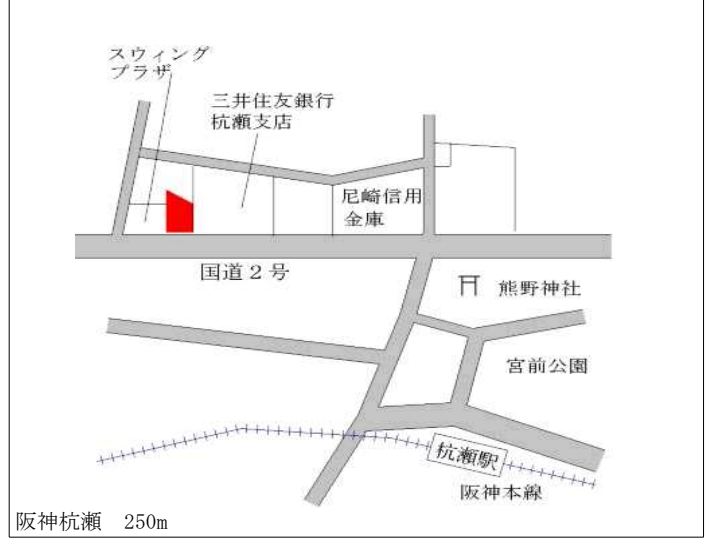 スウィング
プラザ
三井住友銀行
杭瀬支店
尼崎信用
金庫
国道２号
熊野神社
宮前公園
杭瀬駅
阪神本線
阪神杭瀬　250m